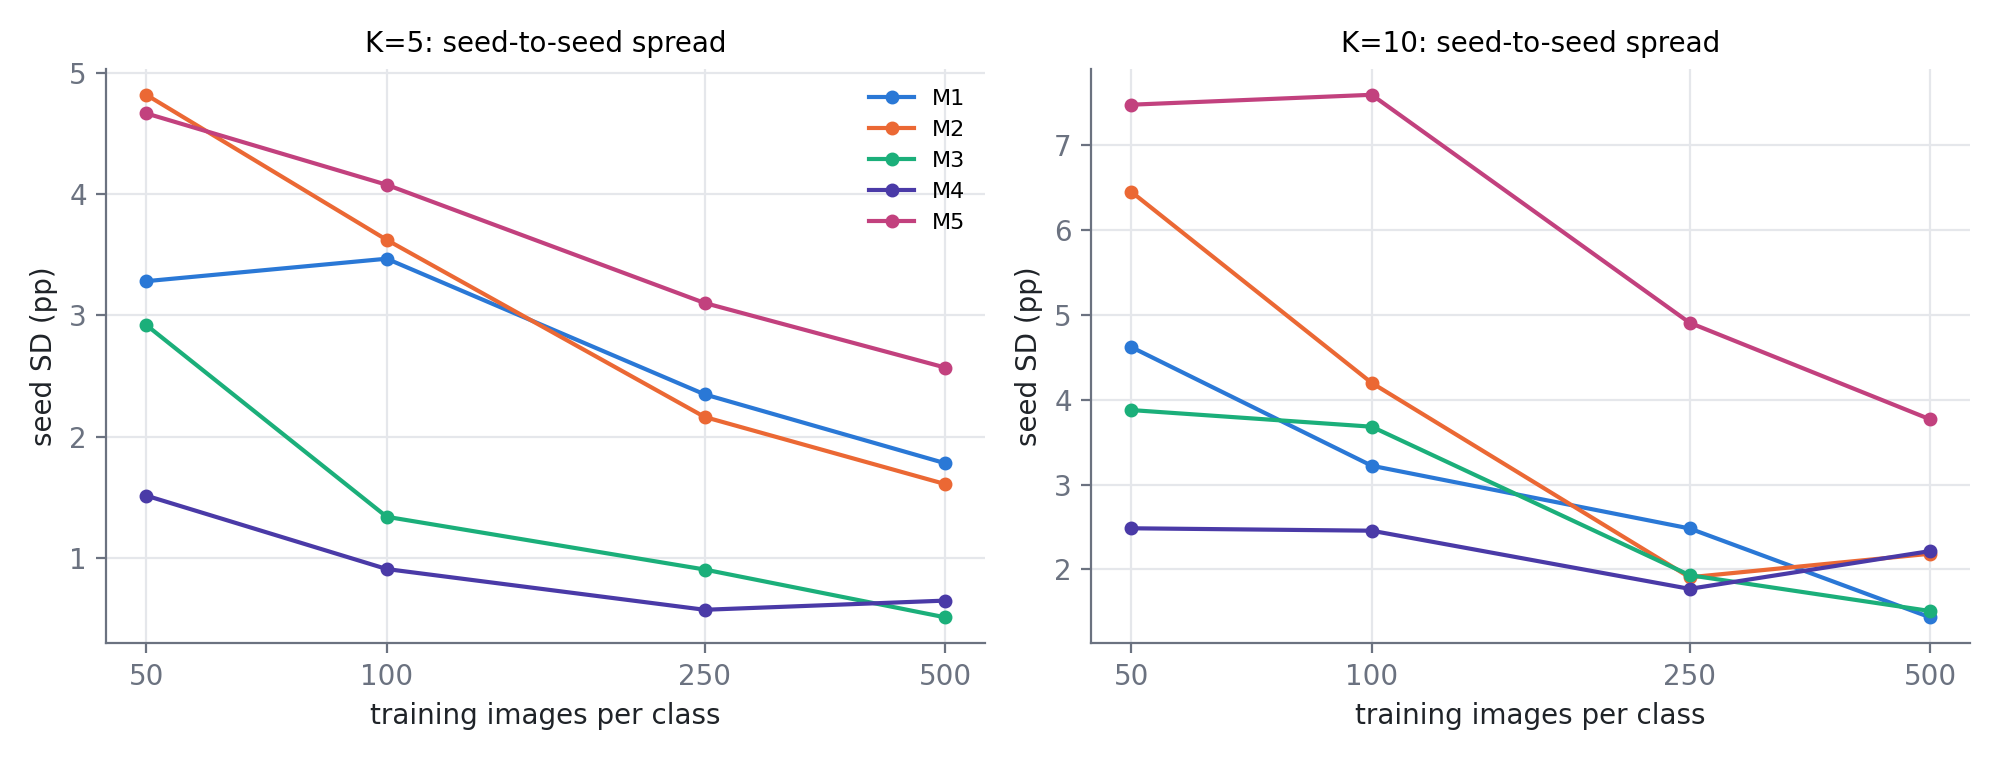 K=5: seed-to-seed spread
5
4
3
2
1
seed SD (pp)
50 100 250 500
training images per class
M1
M2
M3
M4
M5
K=10: seed-to-seed spread
7
6
5
4
3
2
seed SD (pp)
50 100 250 500
training images per class